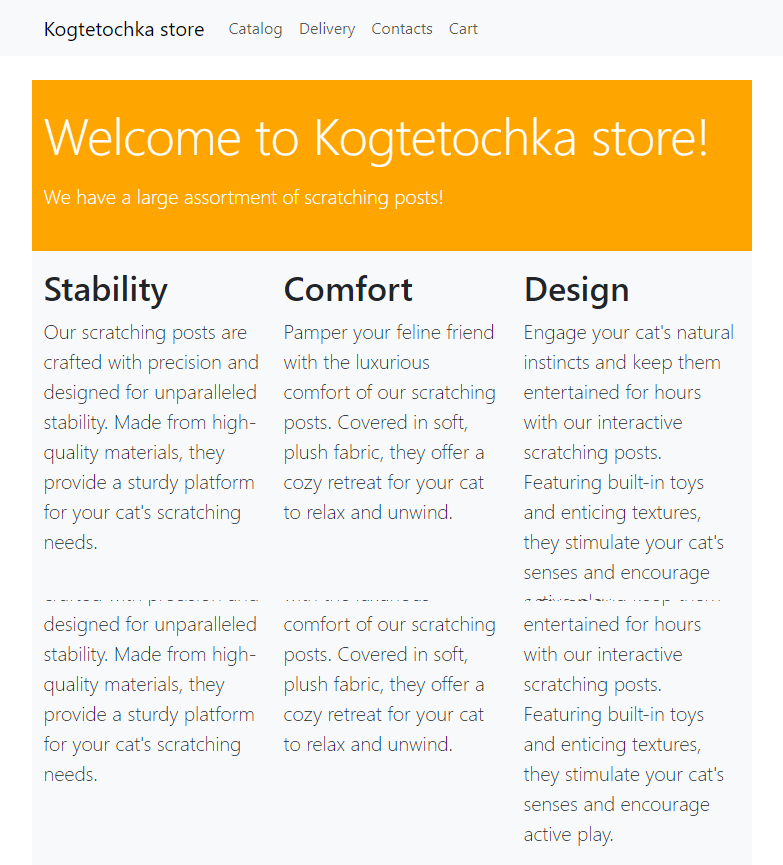 Kogtetochka store Catalog Delivery Contacts Cart
Welcome to Kogtetochka store!
We have a large assortment of scratching posts!
Stability
Our scratching posts are
crafted with precision and
designed for unparalleled
stability. Made from high-
quality materials, they
provide a sturdy platform
for your cat's scratching
needs.
Comfort
Pamper your feline friend
with the luxurious
comfort of our scratching
posts. Covered in soft,
plush fabric, they offer a
cozy retreat for your cat
to relax and unwind.
Design
Engage your cat's natural
instincts and keep them
entertained for hours
with our interactive
scratching posts.
Featuring built-in toys
and enticing textures,
they stimulate your cat's
senses and encourage
designed for unparalleled
stability. Made from high-
quality materials, they
provide a sturdy platform
for your cat's scratching
needs.
comfort of our scratching
posts. Covered in soft,
plush fabric, they offer a
cozy retreat for your cat
to relax and unwind.
entertained for hours
with our interactive
scratching posts.
Featuring built-in toys
and enticing textures,
they stimulate your cat's
senses and encourage
active play.